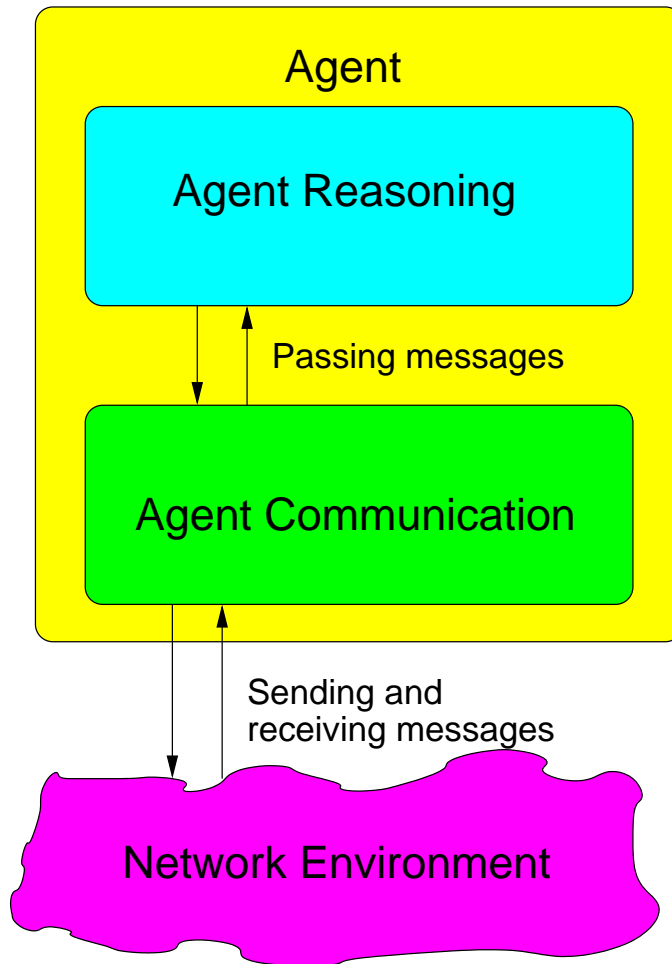 Agent
Agent Reasoning
Passing messages
Agent Communication
Sending and
receiving messages
Network Environment